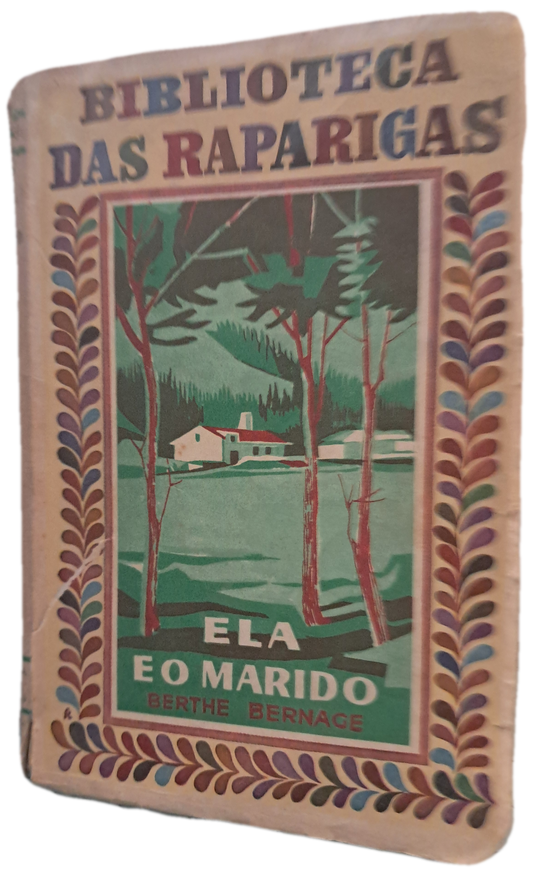 BIBLIOTECA
DAS RAPARIGAS
ELA
E O MARIDO
BERTHE BERNAGE